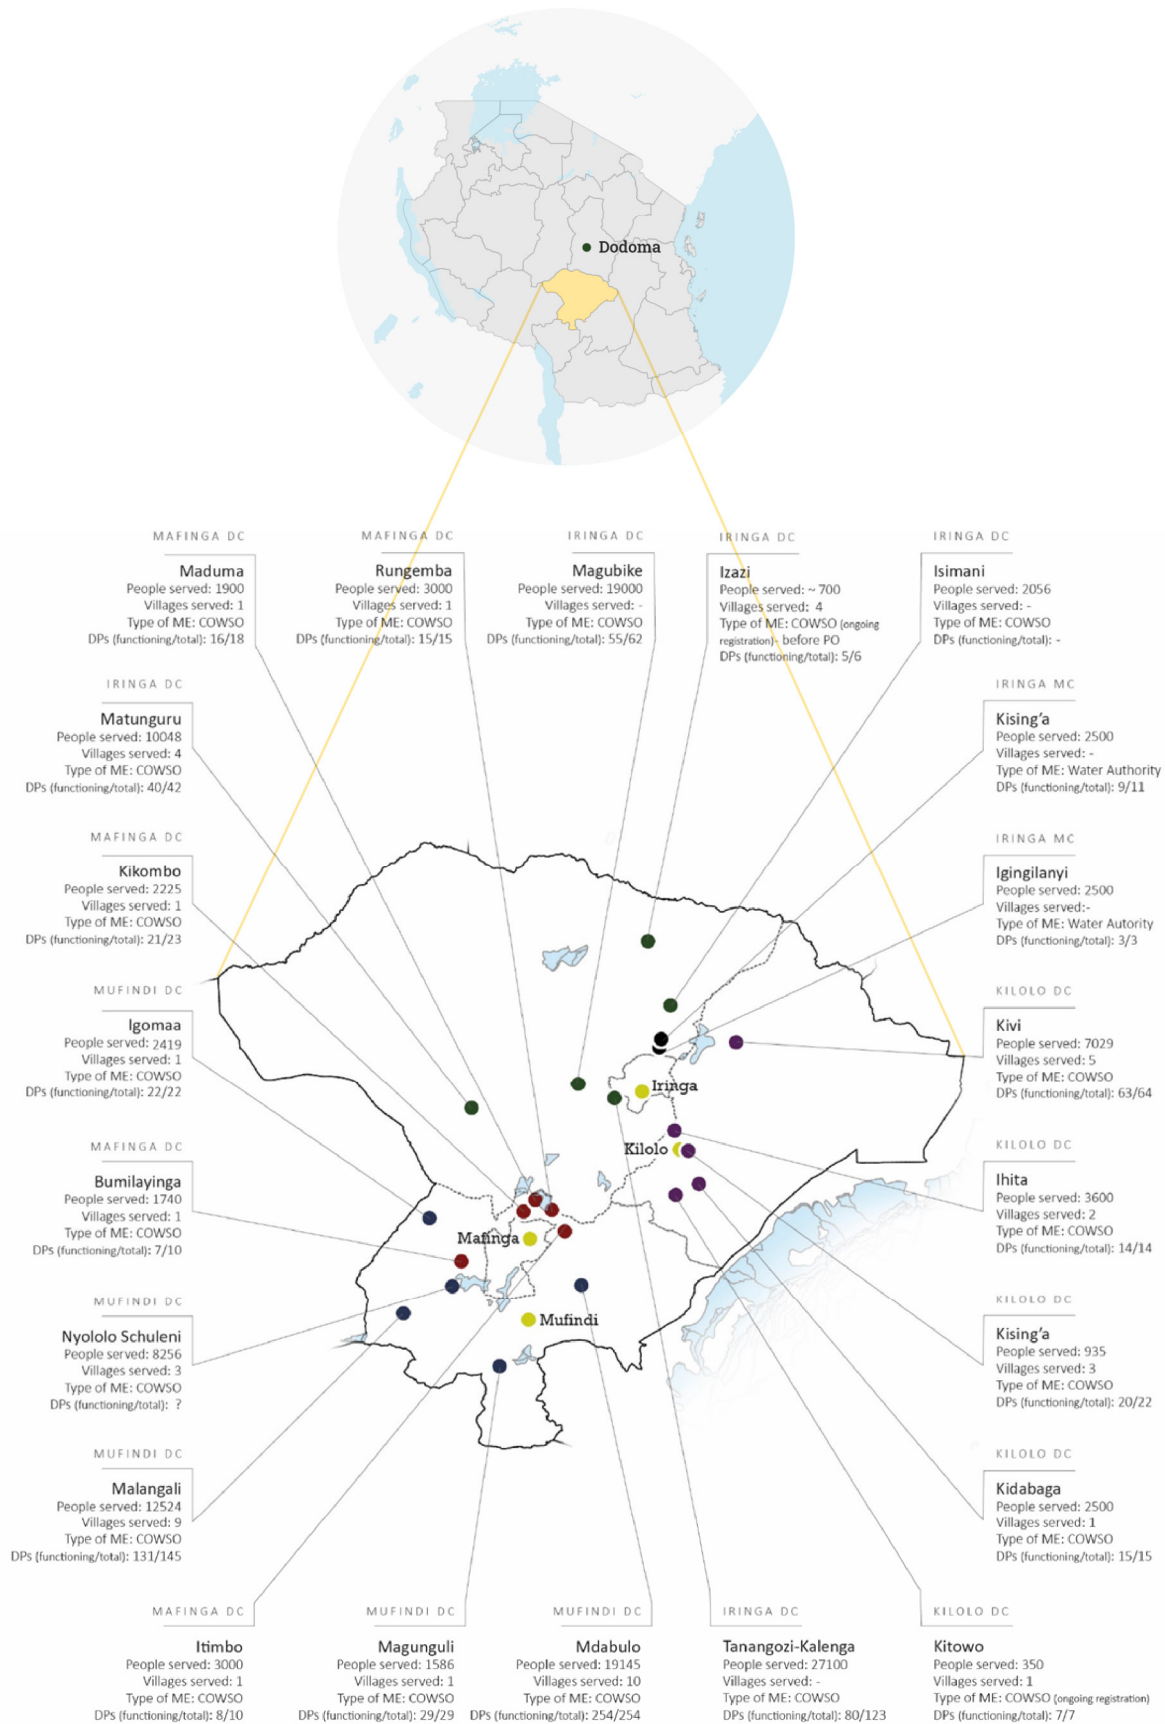 Dodoma
MAFINGA DC
Maduma
People served: 1900
Villages served: 1
Type of ME: COWSO
DPs (functioning/total): 16/18
MAFINGA DC
Rungemba
People served: 3000
Villages served: 1
Type of ME: COWSO
DPs (functioning/total): 15/15
IRINGA DC
Magubike
People served: 19000
Villages served: -
Type of ME: COWSO
DPs (functioning/total): 55/62
IRINGA DC
Izazi
People served: ~ 700
Villages served: 4
Type of ME: COWSO (ongoing
registration)- before PO
DPs (functioning/total): 5/6
IRINGA DC
Isimani
People served: 2056
Villages served: -
Type of ME: COWSO
DPs (functioning/total): -
IRINGA DC
Matunguru
People served: 10048
Villages served: 4
Type of ME: COWSO
DPs (functioning/total): 40/42
IRINGA MC
Kising'a
People served: 2500
Villages served: -
Type of ME: Water Authority
DPs (functioning/total): 9/11
MAFINGA DC
Kikombo
People served: 2225
Villages served: 1
Type of ME: COWSO
DPs (functioning/total): 21/23
IRINGA MC
Igingilanyi
People served: 2500
Villages served:-
Type of ME: Water Autority
DPs (functioning/total): 3/3
MUFINDI DC
Igomaa
People served: 2419
Villages served: 1
Type of ME: COWSO
DPs (functioning/total): 22/22
KILOLO DC
Kivi
People served: 7029
Villages served: 5
Type of ME: COWSO
DPs (functioning/total): 63/64
Iringa
Kilolo
Mafinga
Mufindi
MAFINGA DC
Bumilayinga
People served: 1740
Villages served: 1
Type of ME: COWSO
DPs (functioning/total): 7/10
KILOLO DC
Ihita
People served: 3600
Villages served: 2
Type of ME: COWSO
DPs (functioning/total): 14/14
MUFINDI DC
Nyololo Schuleni
People served: 8256
Villages served: 3
Type of ME: COWSO
DPs (functioning/total): ?
KILOLO DC
Kising'a
People served: 935
Villages served: 3
Type of ME: COWSO
DPs (functioning/total): 20/22
MUFINDI DC
Malangali
People served: 12524
Villages served: 9
Type of ME: COWSO
DPs (functioning/total): 131/145
KILOLO DC
Kidabaga
People served: 2500
Villages served: 1
Type of ME: COWSO
DPs (functioning/total): 15/15
MAFINGA DC
Itimbo
People served: 3000
Villages served: 1
Type of ME: COWSO
DPs (functioning/total): 8/10
MUFINDI DC
Magunguli
People served: 1586
Villages served: 1
Type of ME: COWSO
DPs (functioning/total): 29/29
MUFINDI DC
Mdabulo
People served: 19145
Villages served: 10
Type of ME: COWSO
DPs (functioning/total): 254/254
IRINGA DC
Tanangozi-Kalenga
People served: 27100
Villages served: -
Type of ME: COWSO
DPs (functioning/total): 80/123
KILOLO DC
Kitowo
People served: 350
Villages served: 1
Type of ME: COWSO (ongoing registration)
DPs (functioning/total): 7/7